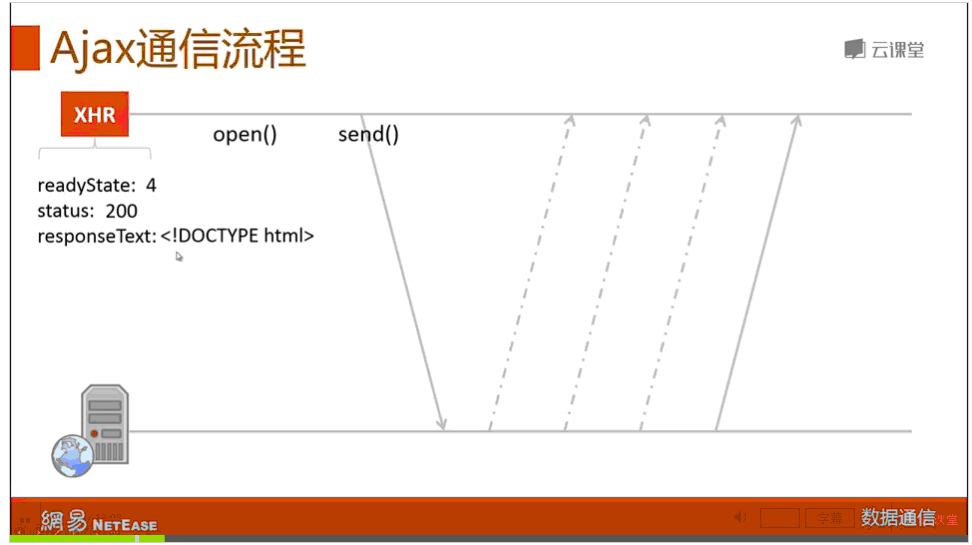 Ajax通信流程
云课堂
XHR
open()
send()
readyState: 4
status: 200
responseText: <!DOCTYPE html>
網易 NETEASE
字幕
数据通信